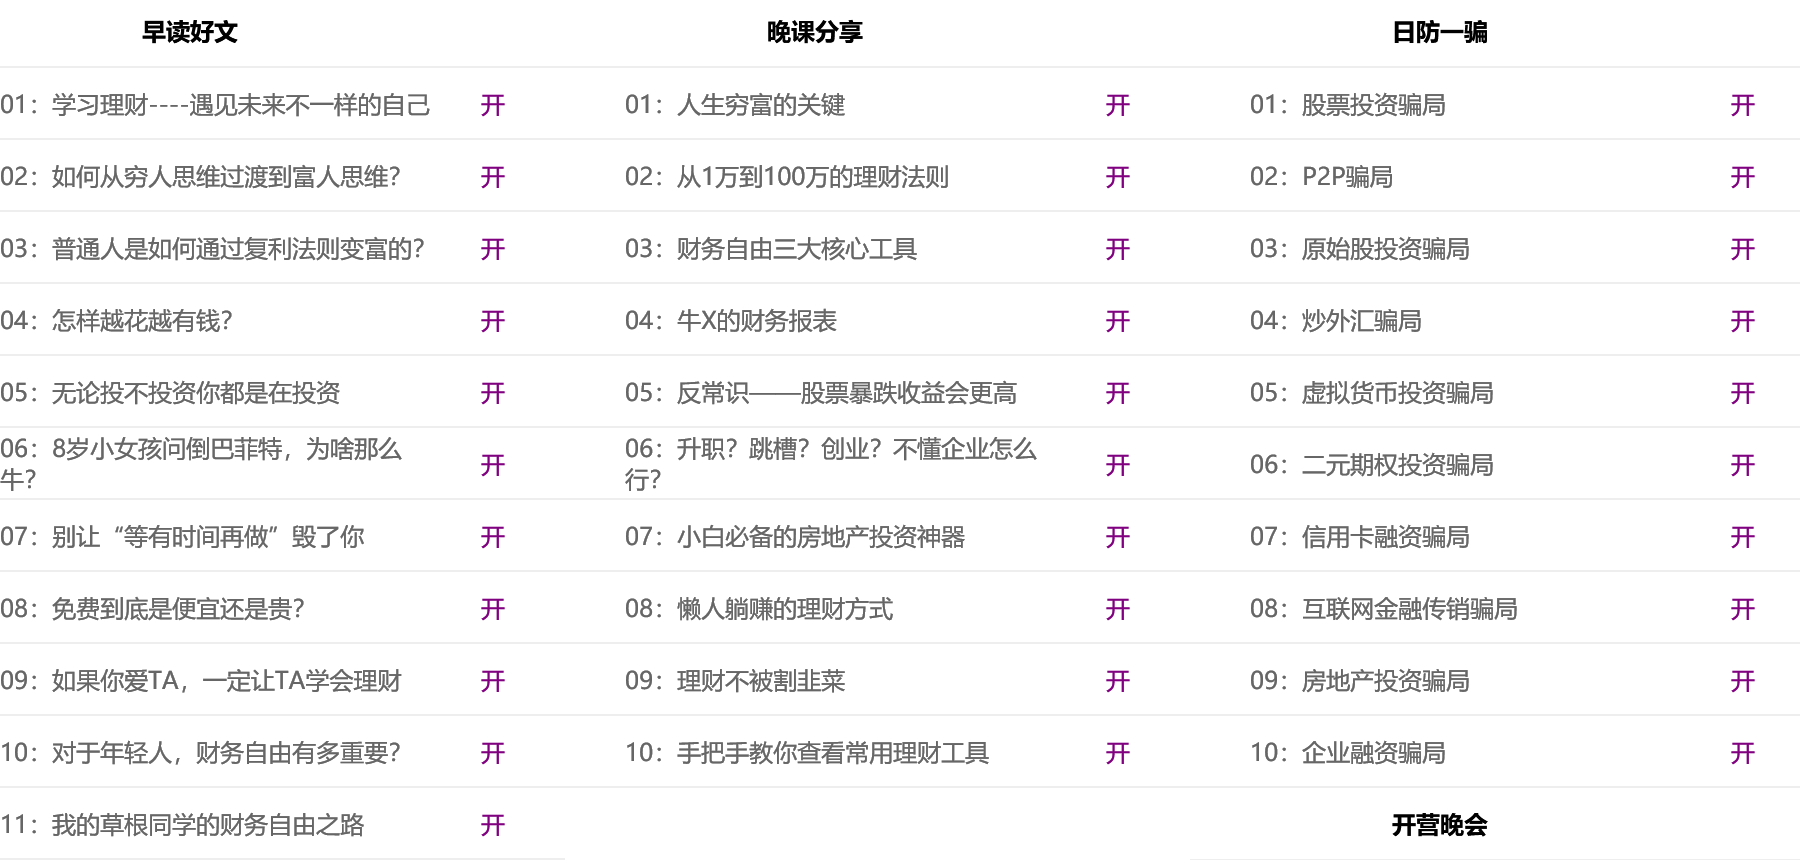 早读好文 晚课分享 日防一骗
01：学习理财----遇见未来不一样的自己 开 01：人生穷富的关键 开 01：股票投资骗局 开
02：如何从穷人思维过渡到富人思维？ 开 02：从1万到100万的理财法则 开 02：P2P骗局 开
03：普通人是如何通过复利法则变富的？ 开 03：财务自由三大核心工具 开 03：原始股投资骗局 开
04：怎样越花越有钱？ 开 04：牛X的财务报表 开 04：炒外汇骗局 开
05：无论投不投资你都是在投资 开 05：反常识——股票暴跌收益会更高 开 05：虚拟货币投资骗局 开
06：8岁小女孩问倒巴菲特，为啥那么
牛？ 开 06：升职？跳槽？创业？不懂企业怎么
行？ 开 06：二元期权投资骗局 开
07：别让“等有时间再做”毁了你 开 07：小白必备的房地产投资神器 开 07：信用卡融资骗局 开
08：免费到底是便宜还是贵？ 开 08：懒人躺赚的理财方式 开 08：互联网金融传销骗局 开
09：如果你爱TA，一定让TA学会理财 开 09：理财不被割韭菜 开 09：房地产投资骗局 开
10：对于年轻人，财务自由有多重要？ 开 10：手把手教你查看常用理财工具 开 10：企业融资骗局 开
11：我的草根同学的财务自由之路 开 开营晚会